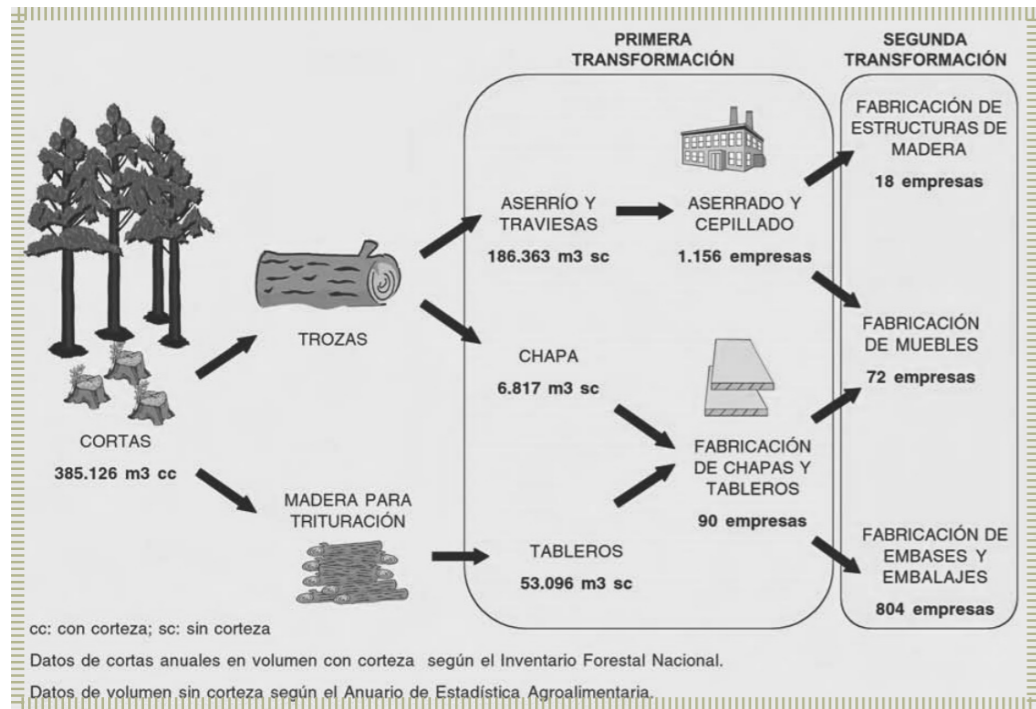 PRIMERA
TRANSFORMACIÓN
SEGUNDA
TRANSFORMACIÓN
FABRICACIÓN DE
ESTRUCTURAS DE
MADERA
18 empresas
ASERRÍO Y
TRAVIESAS
186.363 m3 sc
ASERRADO Y
CEPILLADO
1.156 empresas
TROZAS
CHAPA
6.817 m3 sc
FABRICACIÓN
DE MUEBLES
72 empresas
CORTAS
385.126 m3 cc
FABRICACIÓN
DE CHAPAS Y
TABLEROS
90 empresas
MADERA PARA
TRITURACIÓN
TABLEROS
53.096 m3 sc
FABRICACIÓN DE
EMBASES Y
EMBALAJES
804 empresas
cc: con corteza; sc: sin corteza
Datos de cortas anuales en volumen con corteza según el Inventario Forestal Nacional.
Datos de volumen sin corteza según el Anuario de Estadística Agroalimentaria.